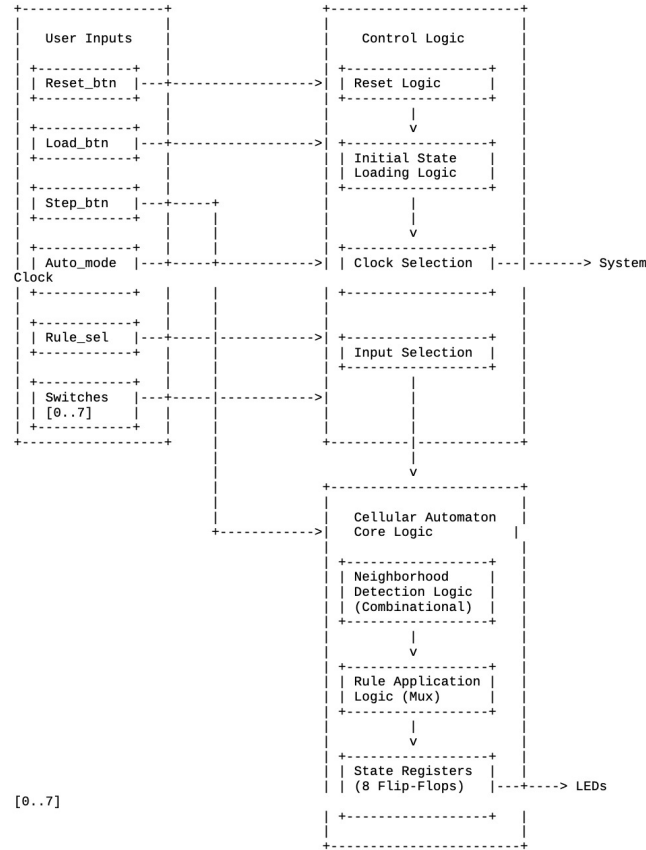 User Inputs
Control Logic
Reset_btn
Reset Logic
v
Load_btn
Initial State
Loading Logic
Step_btn
v
Auto_mode
Clock Selection
System
Clock
Rule_sel
Input Selection
Switches
[0..7]
v
Cellular Automaton
Core Logic
Neighborhood
Detection Logic
(Combinational)
v
Rule Application
Logic (Mux)
v
State Registers
(8 Flip-Flops)
LEDs
[0..7]